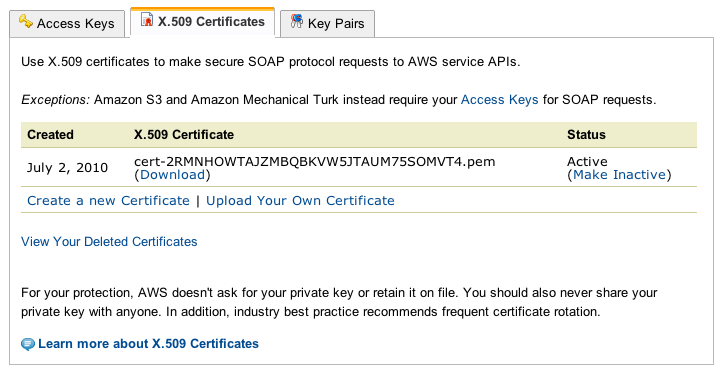 Access Keys X.509 Certificates Key Pairs
Use X.509 certificates to make secure SOAP protocol requests to AWS service APIs.
Exceptions: Amazon S3 and Amazon Mechanical Turk instead require your Access Keys for SOAP requests.
Created X.509 Certificate Status
July 2, 2010 cert-2RMNHOWTAJZMBQBKVW5JTAUM75SOMVT4.pem Active
(Download) (Make Inactive)
Create a new Certificate | Upload Your Own Certificate
View Your Deleted Certificates
For your protection, AWS doesn't ask for your private key or retain it on file. You should also never share your
private key with anyone. In addition, industry best practice recommends frequent certificate rotation.
Learn more about X.509 Certificates